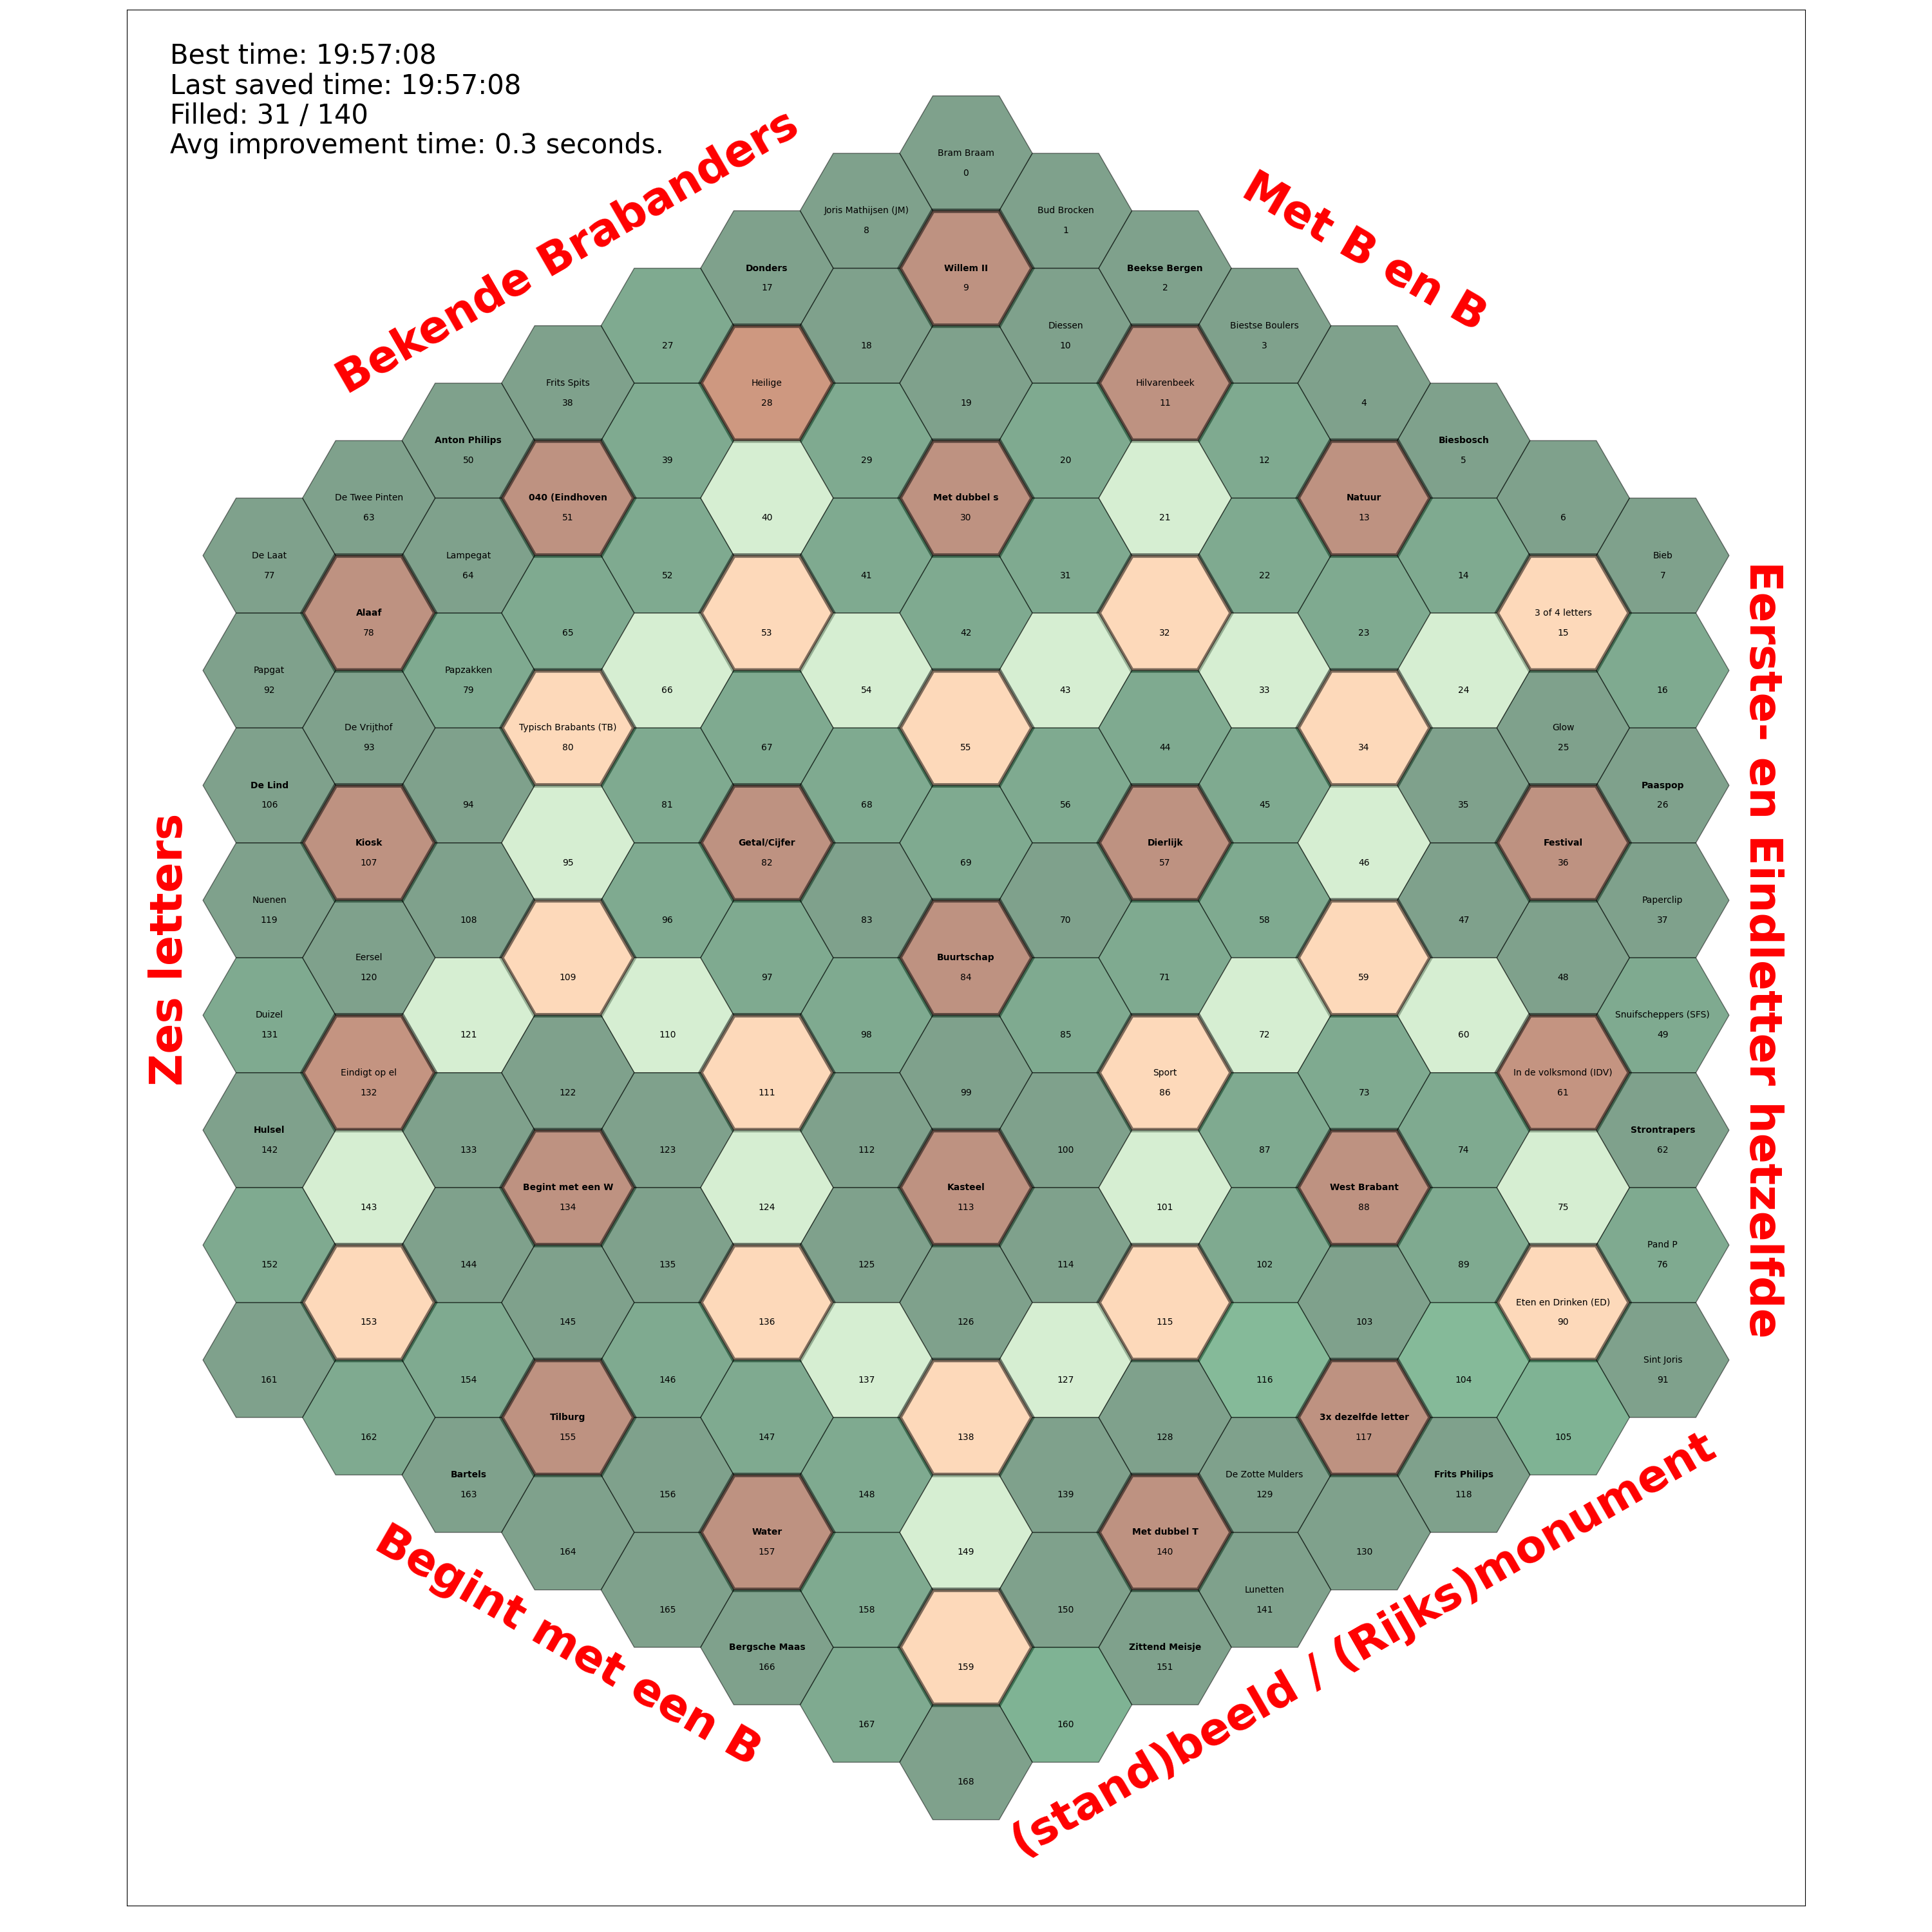 Best time: 19:57:08
Last saved time: 19:57:08
Filled: 31 / 140
Avg improvement time: 0.3 seconds.
Bekende Brabanders
Met B en B
Eerste- en Eindletter hetzelfde
(stand)beeld / (Rijks)monument
Begint met een B
Zes letters
Bram Braam
0
Bud Brocken
1
Beekse Bergen
2
Biestse Boulers
3
4
Biesbosch
5
6
Bieb
7
Joris Mathijsen (JM)
8
Willem II
9
Diessen
10
Hilvarenbeek
11
12
Natuur
13
14
3 of 4 letters
15
16
Donders
17
18
19
20
21
22
23
24
Glow
25
Paaspop
26
27
Heilige
28
29
Met dubbel s
30
31
32
33
34
35
Festival
36
Paperclip
37
Frits Spits
38
39
40
41
42
43
44
45
46
47
48
Snuifscheppers (SFS)
49
Anton Philips
50
040 (Eindhoven
51
52
53
54
55
56
Dierlijk
57
58
59
60
In de volksmond (IDV)
61
Strontrapers
62
De Twee Pinten
63
Lampegat
64
65
66
67
68
69
70
71
72
73
74
75
Pand P
76
De Laat
77
Alaaf
78
Papzakken
79
Typisch Brabants (TB)
80
81
Getal/Cijfer
82
83
Buurtschap
84
85
Sport
86
87
West Brabant
88
89
Eten en Drinken (ED)
90
Sint Joris
91
Papgat
92
De Vrijthof
93
94
95
96
97
98
99
100
101
102
103
104
105
De Lind
106
Kiosk
107
108
109
110
111
112
Kasteel
113
114
115
116
3x dezelfde letter
117
Frits Philips
118
Nuenen
119
Eersel
120
121
122
123
124
125
126
127
128
De Zotte Mulders
129
130
Duizel
131
Eindigt op el
132
133
Begint met een W
134
135
136
137
138
139
Met dubbel T
140
Lunetten
141
Hulsel
142
143
144
145
146
147
148
149
150
Zittend Meisje
151
152
153
154
Tilburg
155
156
Water
157
158
159
160
161
162
Bartels
163
164
165
Bergsche Maas
166
167
168